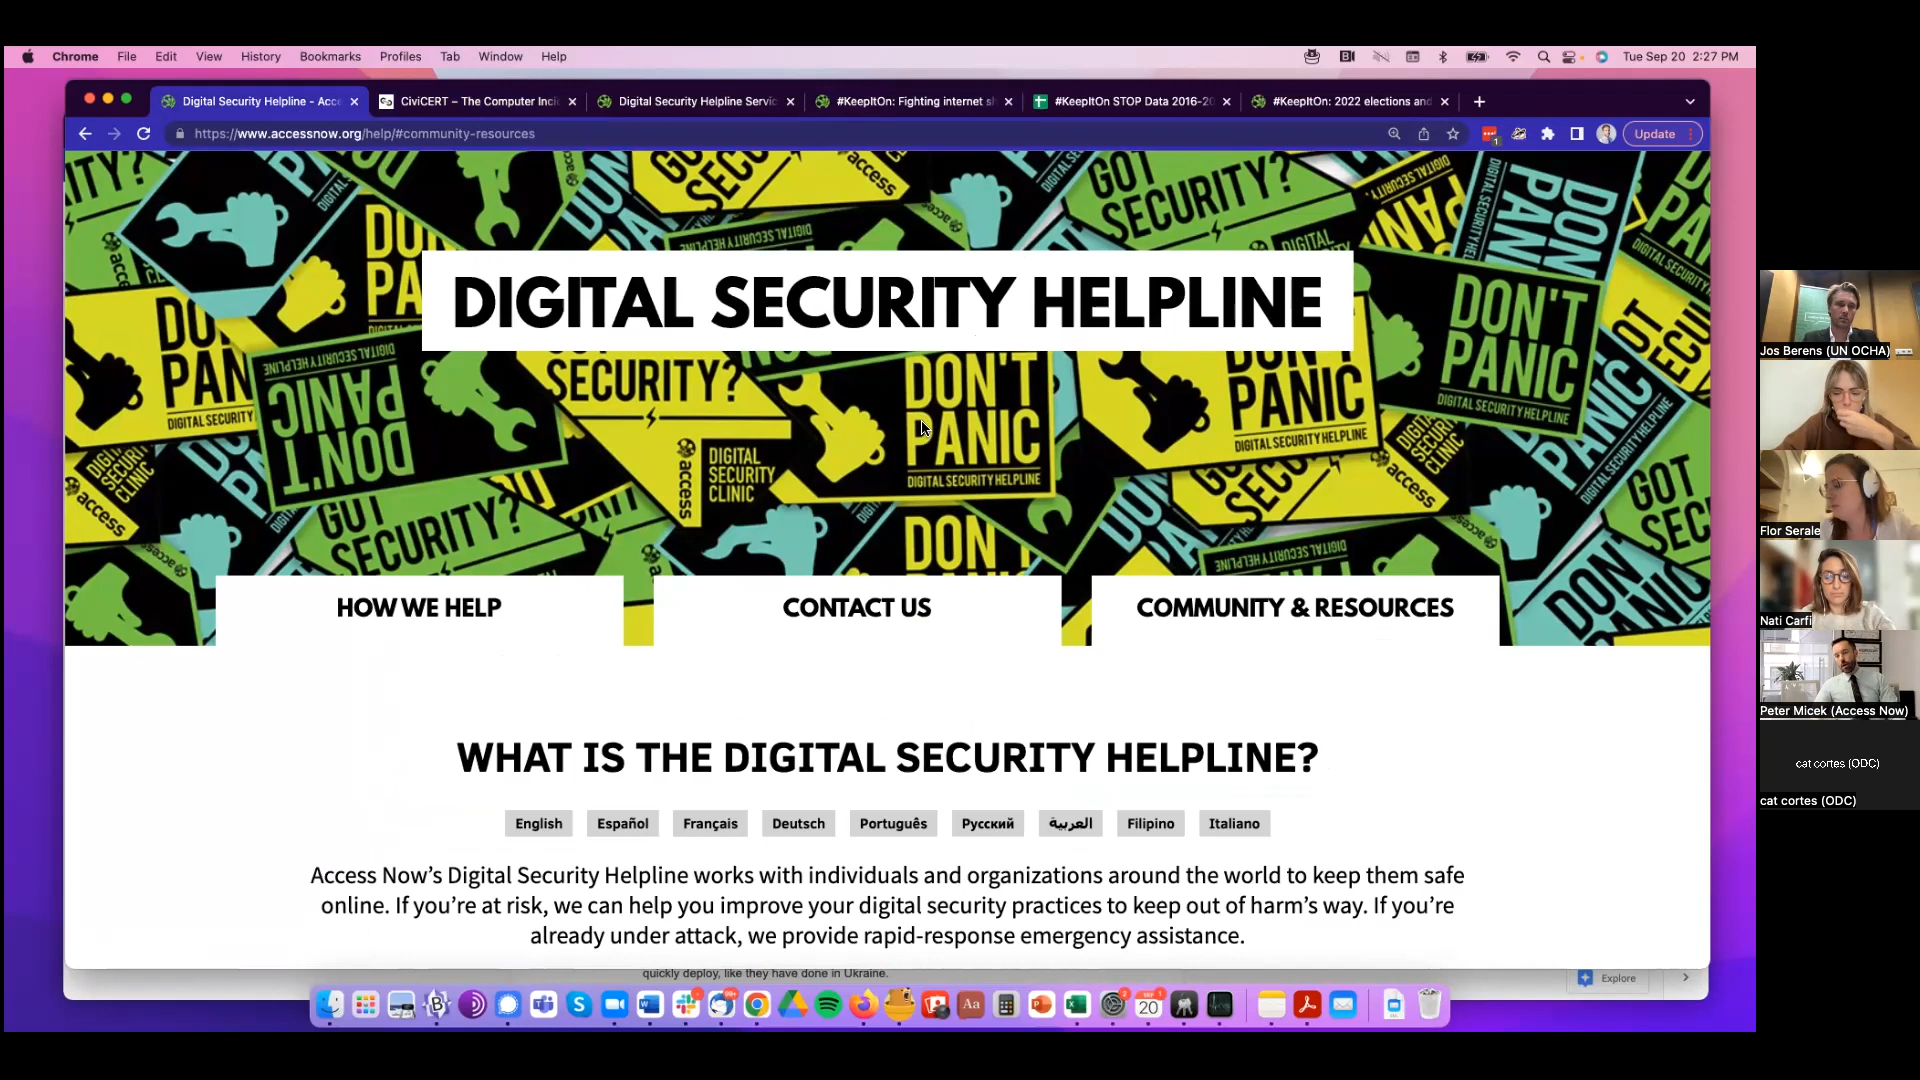 Chrome File Edit View History Bookmarks Profiles Tab Window Help
Tue Sep 20 2:27 PM
Digital Security Helpline - Acce
CiviCERT – The Computer Inci
Digital Security Helpline Servic
#KeepItOn: Fighting internet s
#KeepItOn STOP Data 2016-20
#KeepItOn: 2022 elections and
https://www.accessnow.org/help/#community-resources
Update
DIGITAL SECURITY HELPLINE
GOT SECURITY?
DON'T PANIC
DIGITAL SECURITY HELPLINE
DIGITAL SECURITY CLINIC
access
HOW WE HELP
CONTACT US
COMMUNITY & RESOURCES
WHAT IS THE DIGITAL SECURITY HELPLINE?
English Español Français Deutsch Português Русский العربية Filipino Italiano
Access Now’s Digital Security Helpline works with individuals and organizations around the world to keep them safe
online. If you’re at risk, we can help you improve your digital security practices to keep out of harm’s way. If you’re
already under attack, we provide rapid-response emergency assistance.
quickly deploy, like they have done in Ukraine.
Explore
20
Jos Berens (UN OCHA)
Flor Serale
Nati Carfi
Peter Micek (Access Now)
cat cortes (ODC)
cat cortes (ODC)